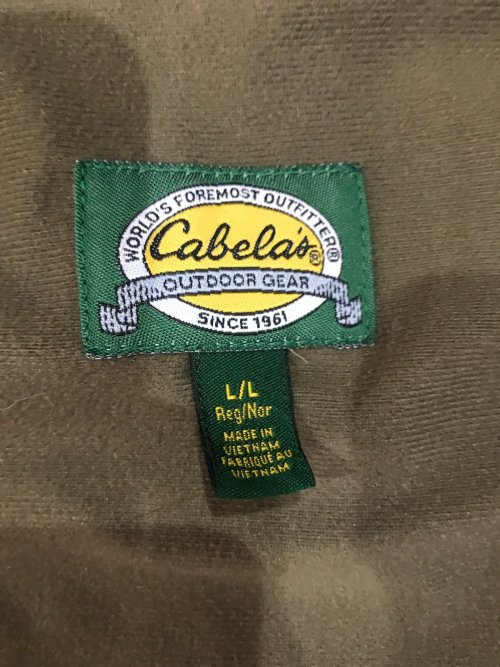 WORLD'S FOREMOST OUTFITTER®
Cabela's®
OUTDOOR GEAR
SINCE 1961
L/L
Reg/Nor
MADE IN
VIETNAM
FABRIQUÉ AU
VIETNAM